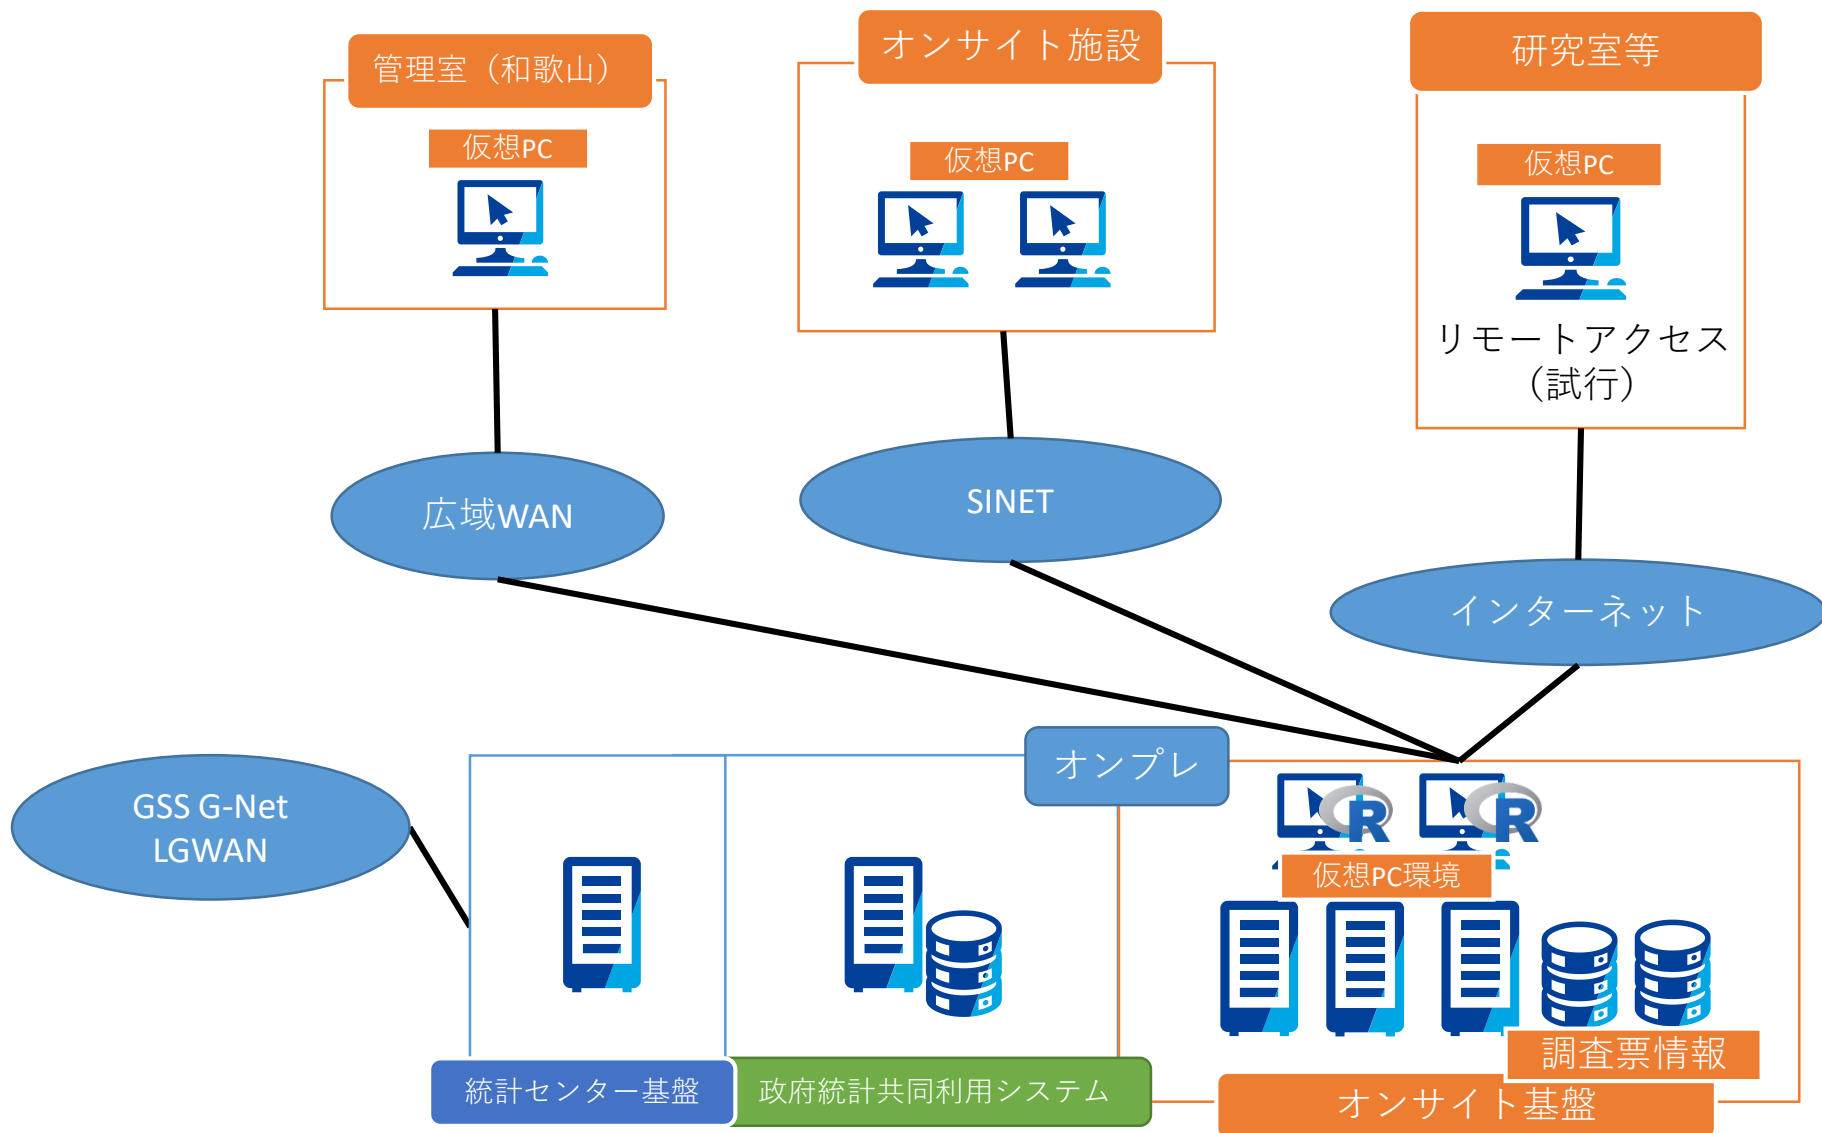 管理室（和歌山）
仮想PC
オンサイト施設
仮想PC
研究室等
仮想PC
リモートアクセス
（試行）
広域WAN
SINET
インターネット
GSS G-Net
LGWAN
オンプレ
R
R
仮想PC環境
調査票情報
統計センター基盤
政府統計共同利用システム
オンサイト基盤